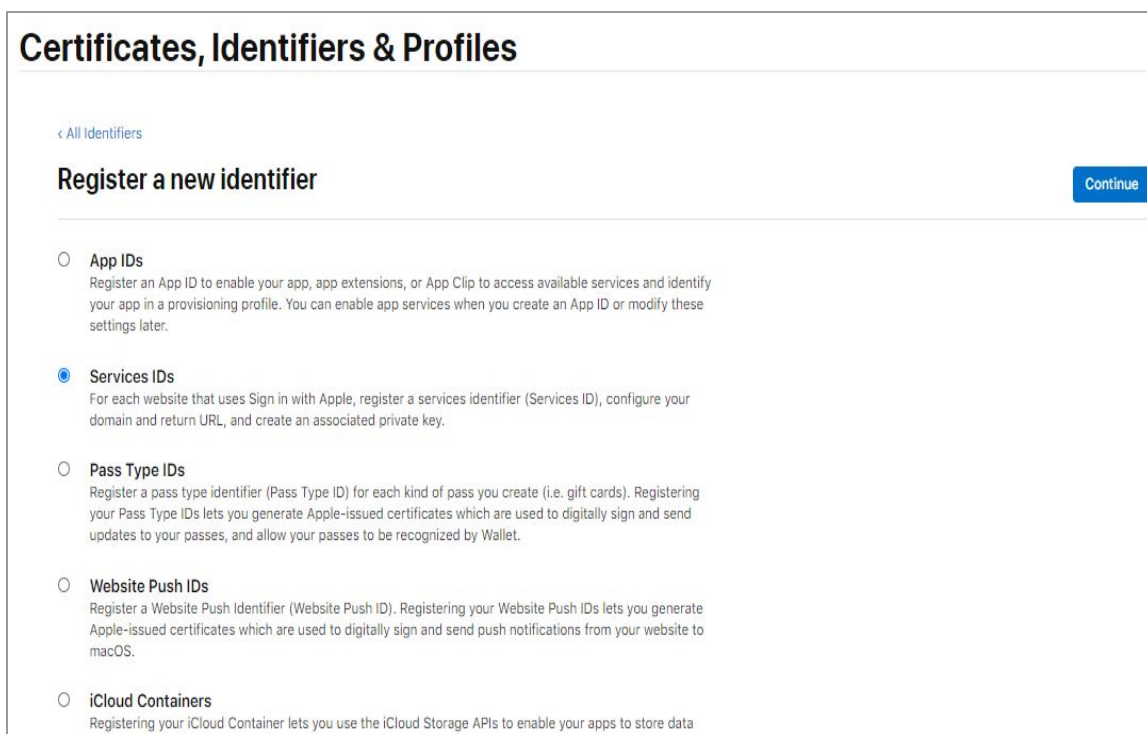 Certificates, Identifiers & Profiles
‹ All Identifiers
Register a new identifier
Continue
App IDs
Register an App ID to enable your app, app extensions, or App Clip to access available services and identify
your app in a provisioning profile. You can enable app services when you create an App ID or modify these
settings later.
Services IDs
For each website that uses Sign in with Apple, register a services identifier (Services ID), configure your
domain and return URL, and create an associated private key.
Pass Type IDs
Register a pass type identifier (Pass Type ID) for each kind of pass you create (i.e. gift cards). Registering
your Pass Type IDs lets you generate Apple-issued certificates which are used to digitally sign and send
updates to your passes, and allow your passes to be recognized by Wallet.
Website Push IDs
Register a Website Push Identifier (Website Push ID). Registering your Website Push IDs lets you generate
Apple-issued certificates which are used to digitally sign and send push notifications from your website to
macOS.
iCloud Containers
Registering your iCloud Container lets you use the iCloud Storage APIs to enable your apps to store data